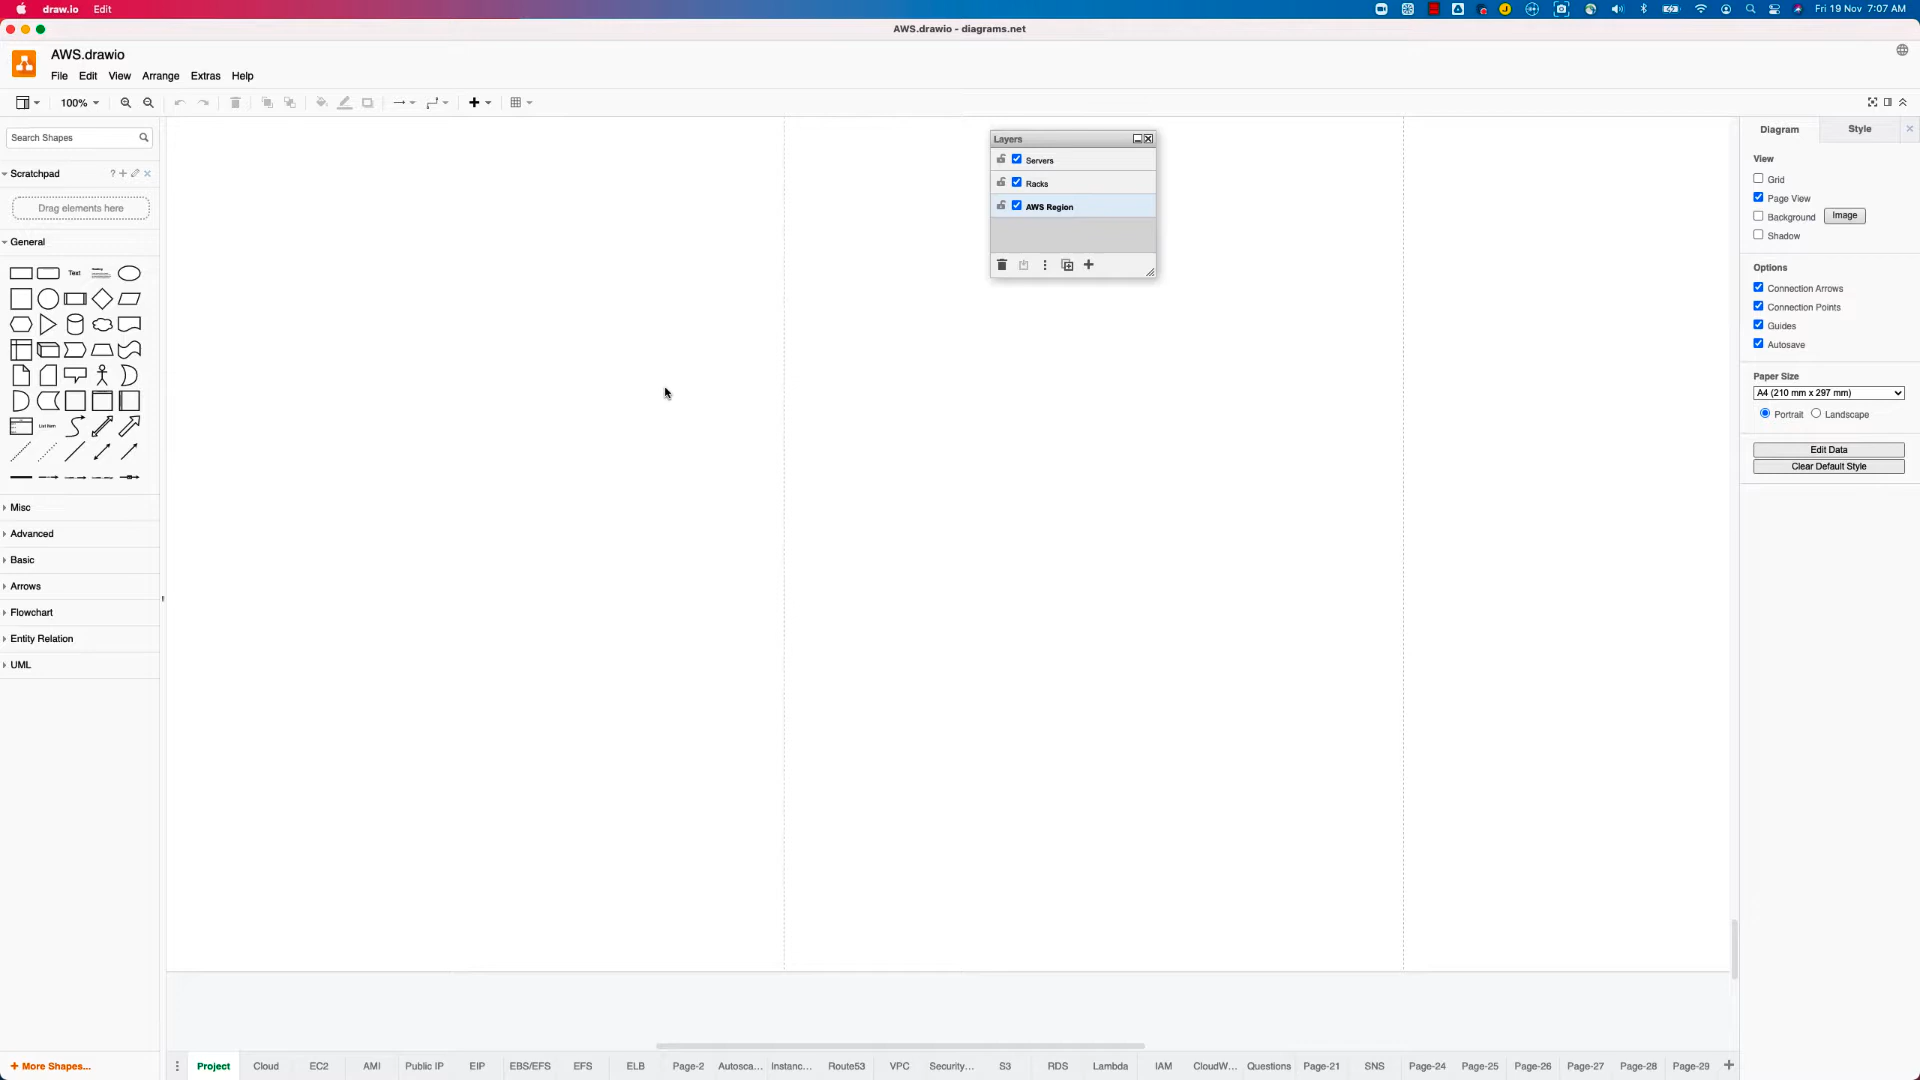 draw.io Edit
Fri 19 Nov 7:07 AM
AWS.drawio - diagrams.net
AWS.drawio
File Edit View Arrange Extras Help
100%
Search Shapes
Scratchpad
?
Drag elements here
General
Text
List Item
Misc
Advanced
Basic
Arrows
Flowchart
Entity Relation
UML
More Shapes...
Layers
Servers
Racks
AWS Region
Diagram Style
View
Grid
Page View
Background Image
Shadow
Options
Connection Arrows
Connection Points
Guides
Autosave
Paper Size
A4 (210 mm x 297 mm)
Portrait Landscape
Edit Data
Clear Default Style
Project Cloud EC2 AMI Public IP EIP EBS/EFS EFS ELB Page-2 Autosca... Instanc... Route53 VPC Security... S3 RDS Lambda IAM CloudW... Questions Page-21 SNS Page-24 Page-25 Page-26 Page-27 Page-28 Page-29